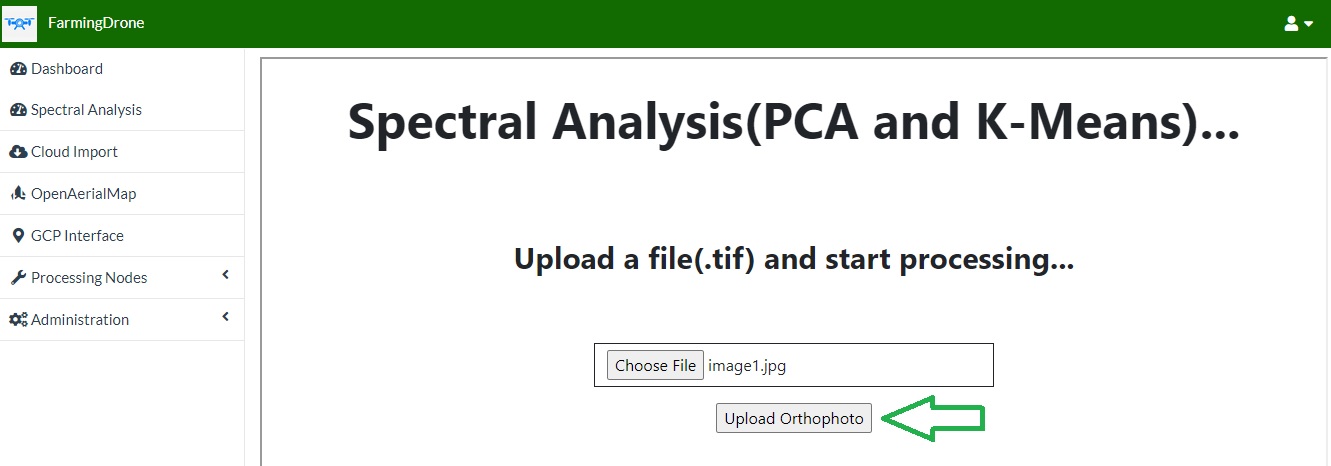 FarmingDrone
Dashboard
Spectral Analysis
Cloud Import
OpenAerialMap
GCP Interface
Processing Nodes
Administration
Spectral Analysis(PCA and K-Means)...
Upload a file(.tif) and start processing...
Choose File image1.jpg
Upload Orthophoto